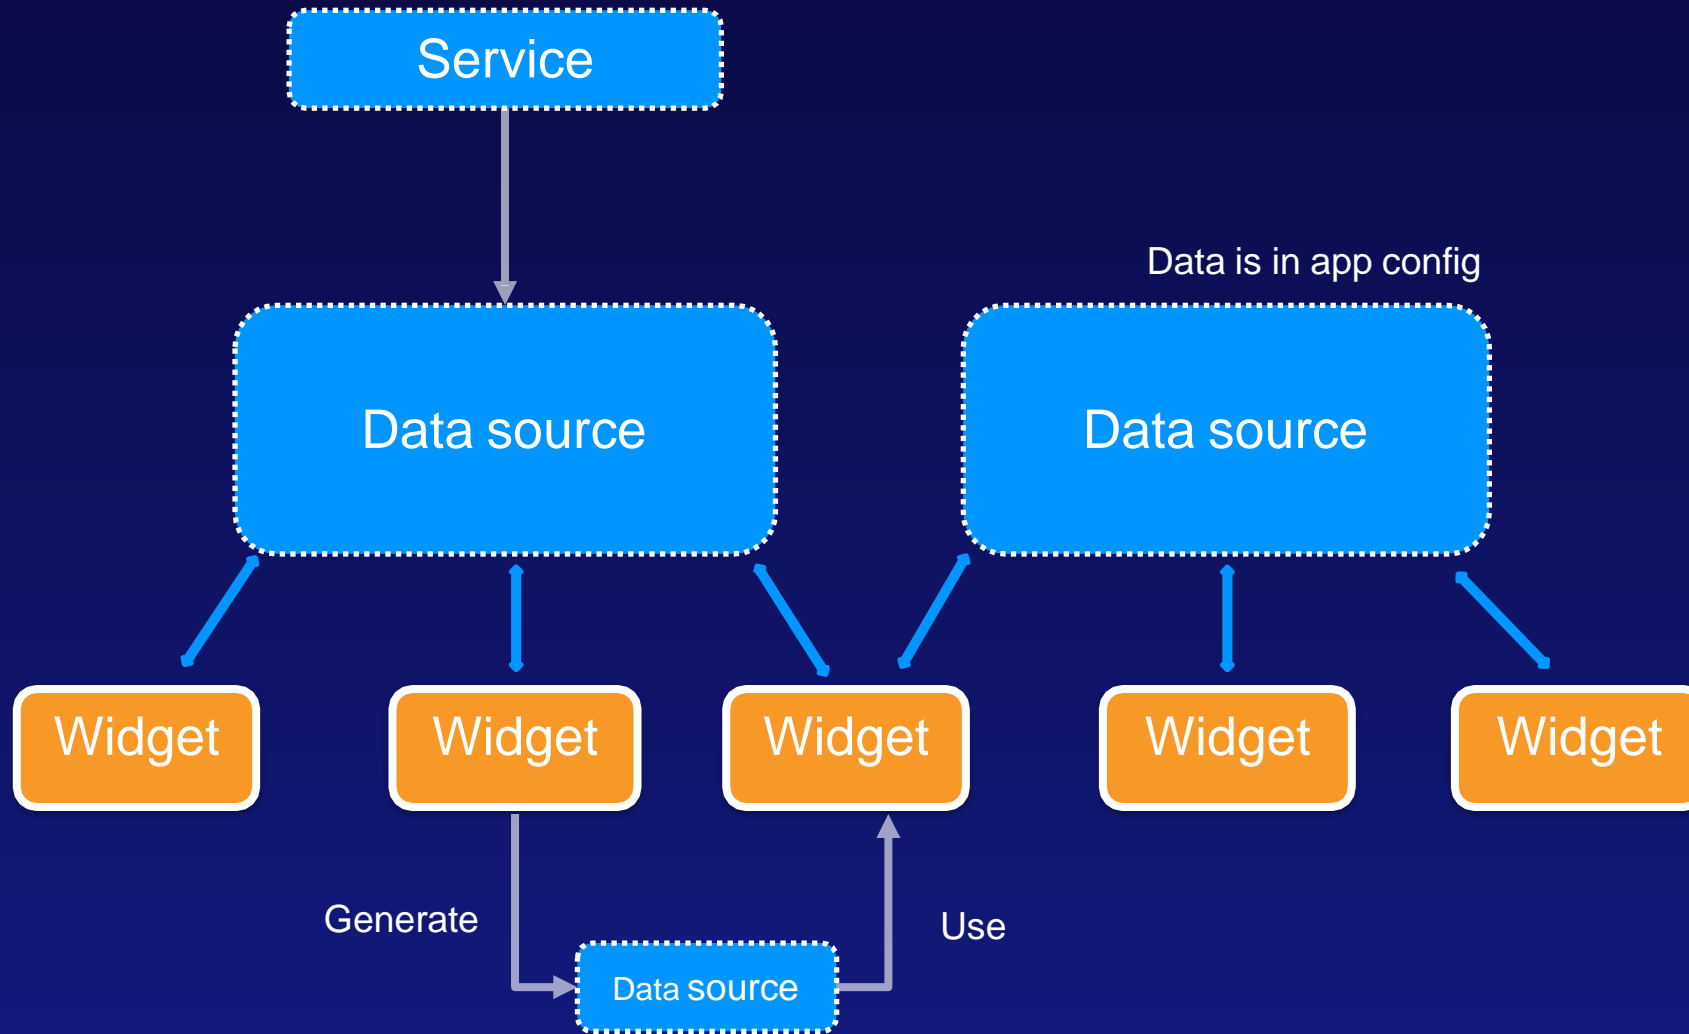 Service
Data is in app config
Data source
Data source
Widget
Widget
Widget
Widget
Widget
Generate
Use
Data source